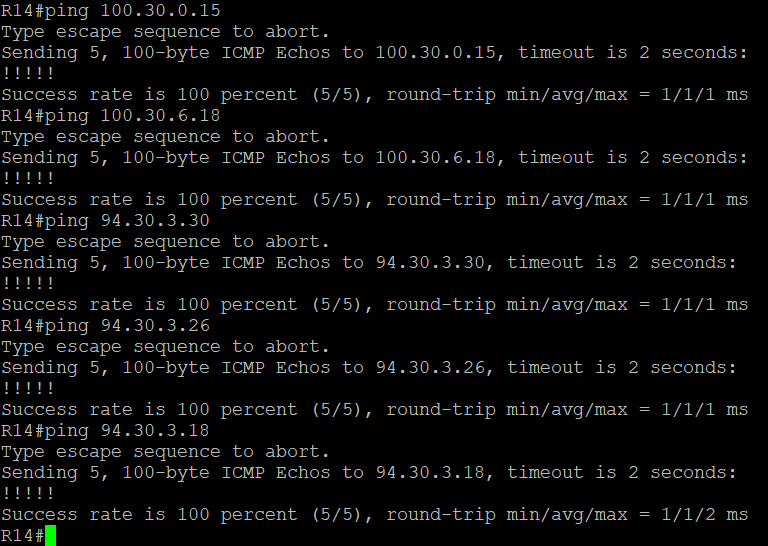 R14#ping 100.30.0.15
Type escape sequence to abort.
Sending 5, 100-byte ICMP Echos to 100.30.0.15, timeout is 2 seconds:
!!!!!
Success rate is 100 percent (5/5), round-trip min/avg/max = 1/1/1 ms
R14#ping 100.30.6.18
Type escape sequence to abort.
Sending 5, 100-byte ICMP Echos to 100.30.6.18, timeout is 2 seconds:
!!!!!
Success rate is 100 percent (5/5), round-trip min/avg/max = 1/1/1 ms
R14#ping 94.30.3.30
Type escape sequence to abort.
Sending 5, 100-byte ICMP Echos to 94.30.3.30, timeout is 2 seconds:
!!!!!
Success rate is 100 percent (5/5), round-trip min/avg/max = 1/1/1 ms
R14#ping 94.30.3.26
Type escape sequence to abort.
Sending 5, 100-byte ICMP Echos to 94.30.3.26, timeout is 2 seconds:
!!!!!
Success rate is 100 percent (5/5), round-trip min/avg/max = 1/1/1 ms
R14#ping 94.30.3.18
Type escape sequence to abort.
Sending 5, 100-byte ICMP Echos to 94.30.3.18, timeout is 2 seconds:
!!!!!
Success rate is 100 percent (5/5), round-trip min/avg/max = 1/1/2 ms
R14#